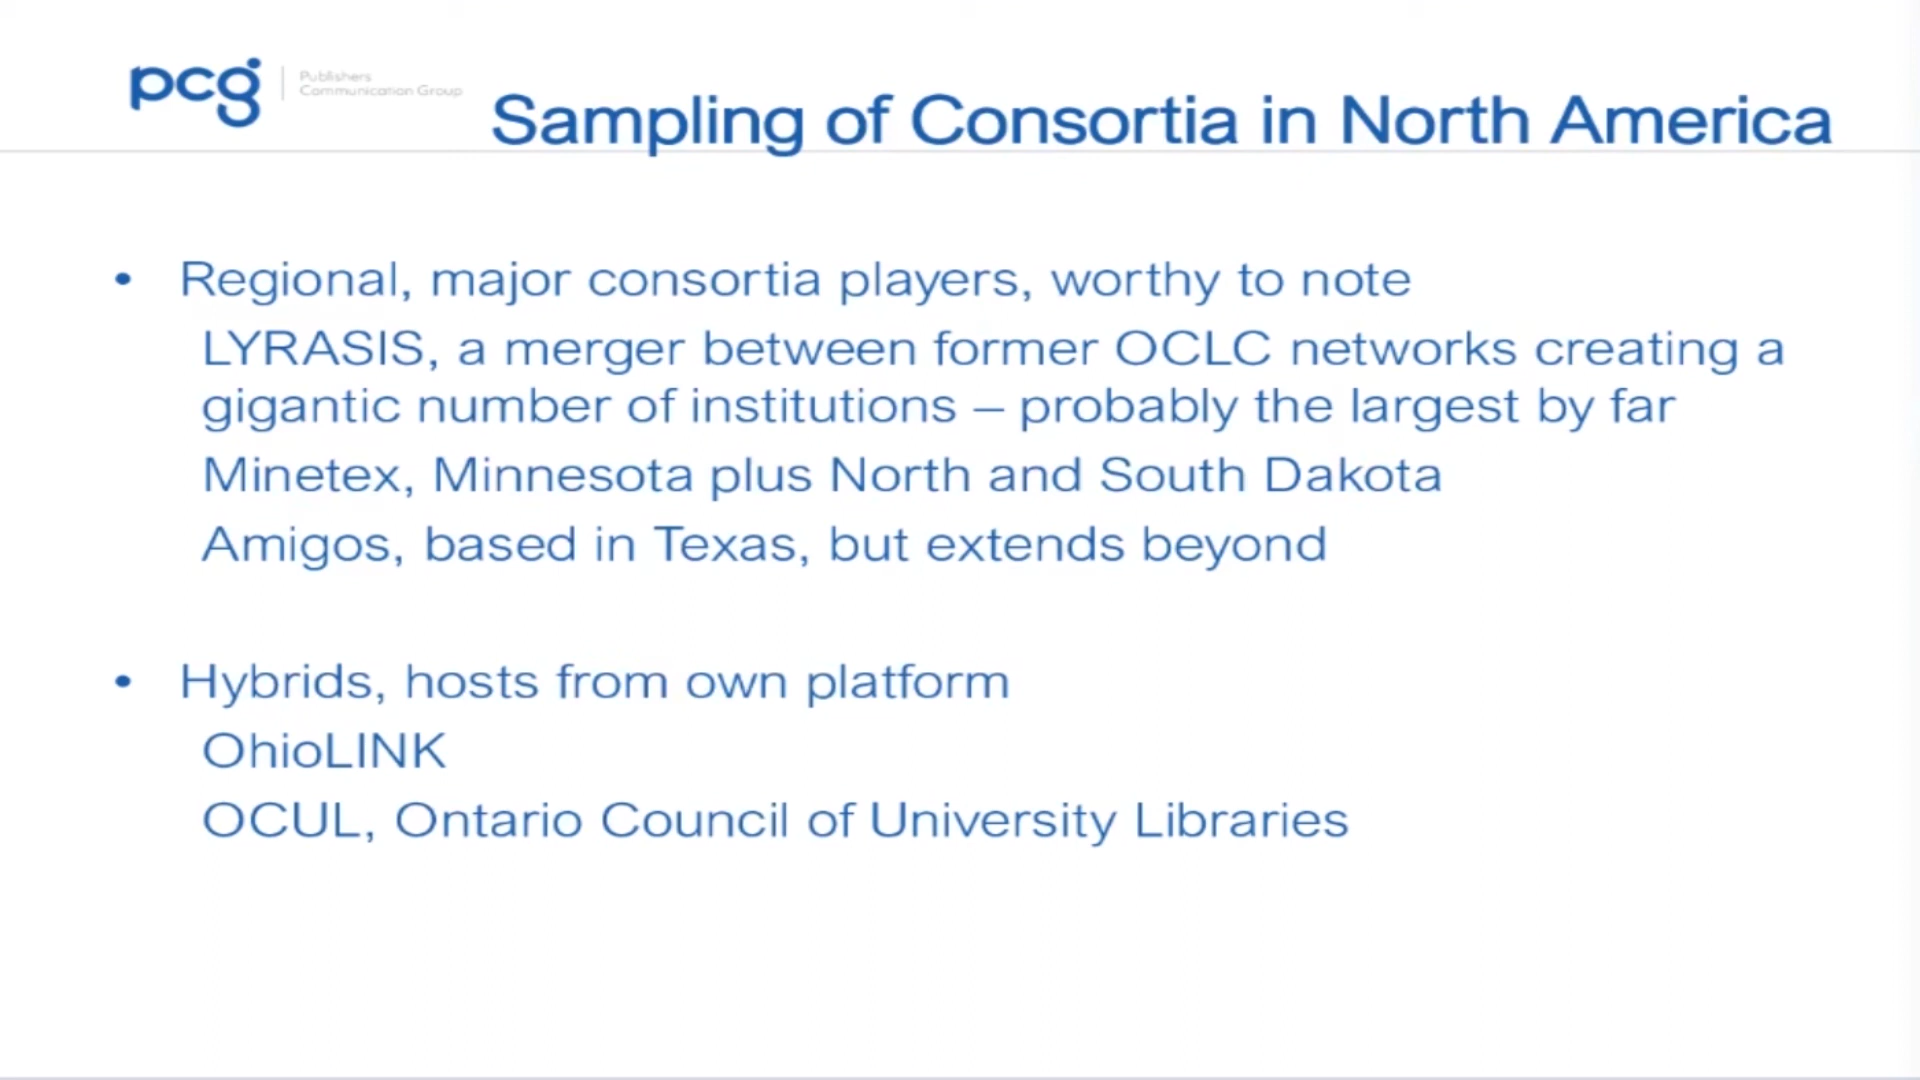 pcg
Publishers
Communication Group
Sampling of Consortia in North America
• Regional, major consortia players, worthy to note
LYRASIS, a merger between former OCLC networks creating a
gigantic number of institutions – probably the largest by far
Minetex, Minnesota plus North and South Dakota
Amigos, based in Texas, but extends beyond
• Hybrids, hosts from own platform
OhioLINK
OCUL, Ontario Council of University Libraries